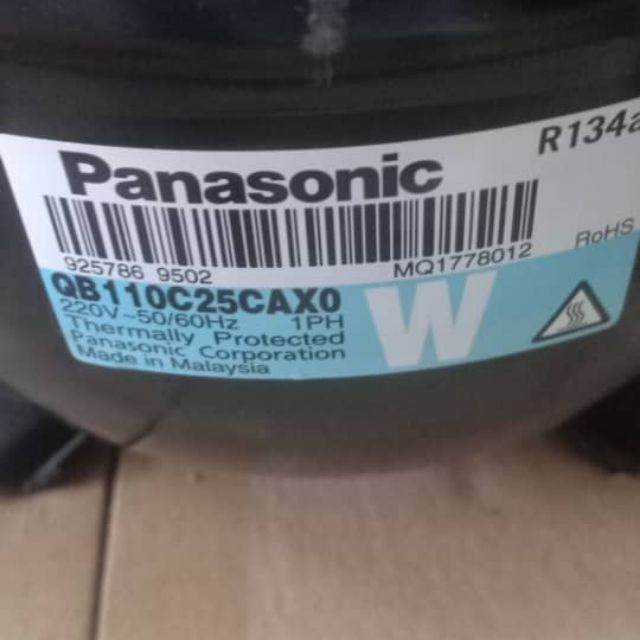 R134a
Panasonic
925786 9502
MQ1778012
RoHS
QB110C25CAX0
220V~50/60Hz 1PH
Thermally Protected
Panasonic Corporation
Made in Malaysia
W